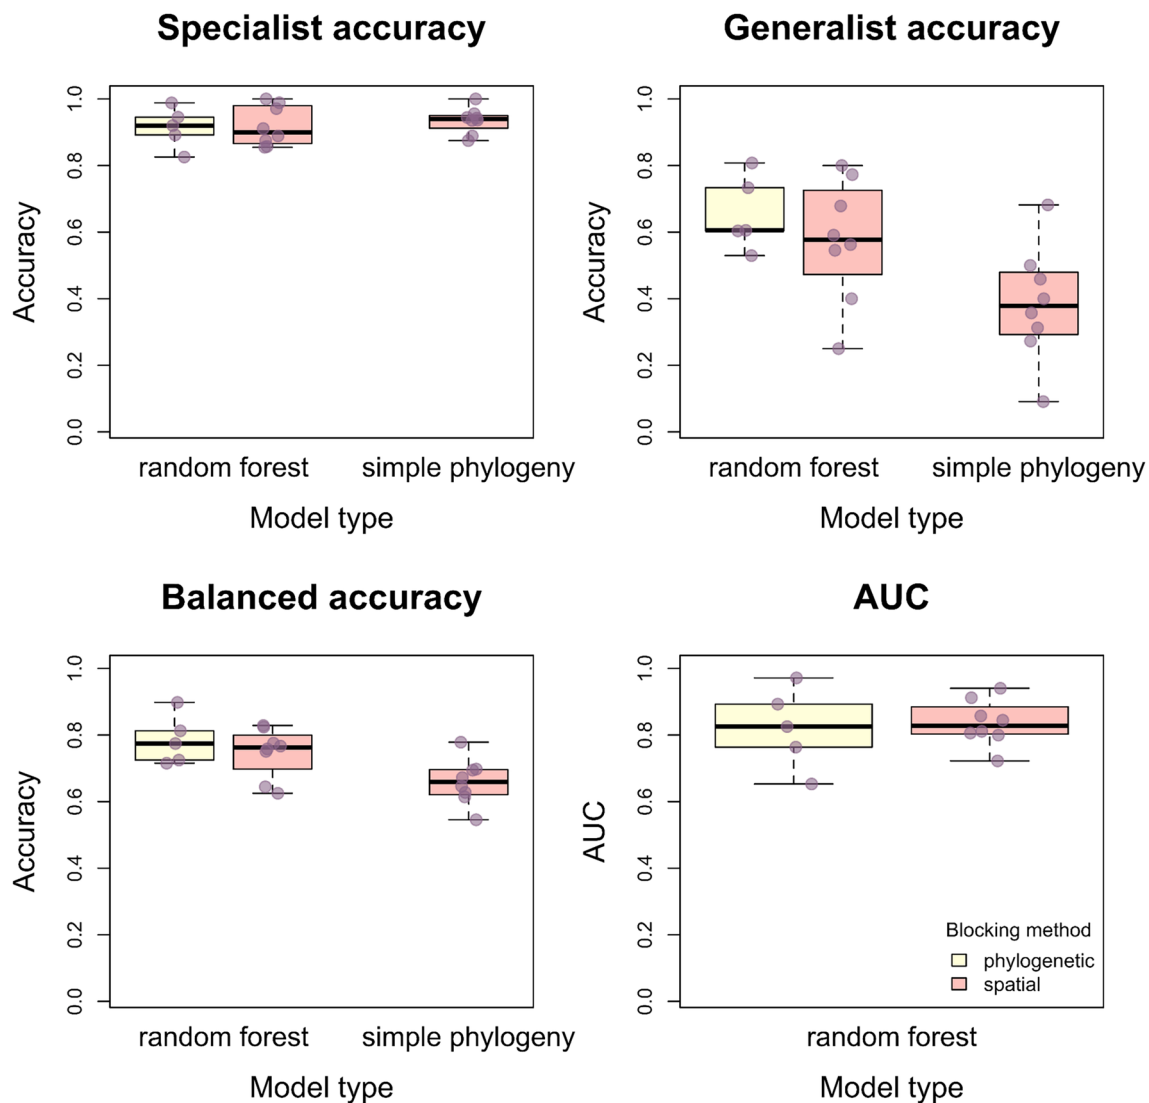 Specialist accuracy
Generalist accuracy
Accuracy
1.0
0.8
0.6
0.4
0.2
0.0
random forest
simple phylogeny
Model type
Accuracy
1.0
0.8
0.6
0.4
0.2
0.0
random forest
simple phylogeny
Model type
Balanced accuracy
AUC
Accuracy
1.0
0.8
0.6
0.4
0.2
0.0
random forest
simple phylogeny
Model type
AUC
1.0
0.8
0.6
0.4
0.2
0.0
Blocking method
phylogenetic
spatial
random forest
Model type